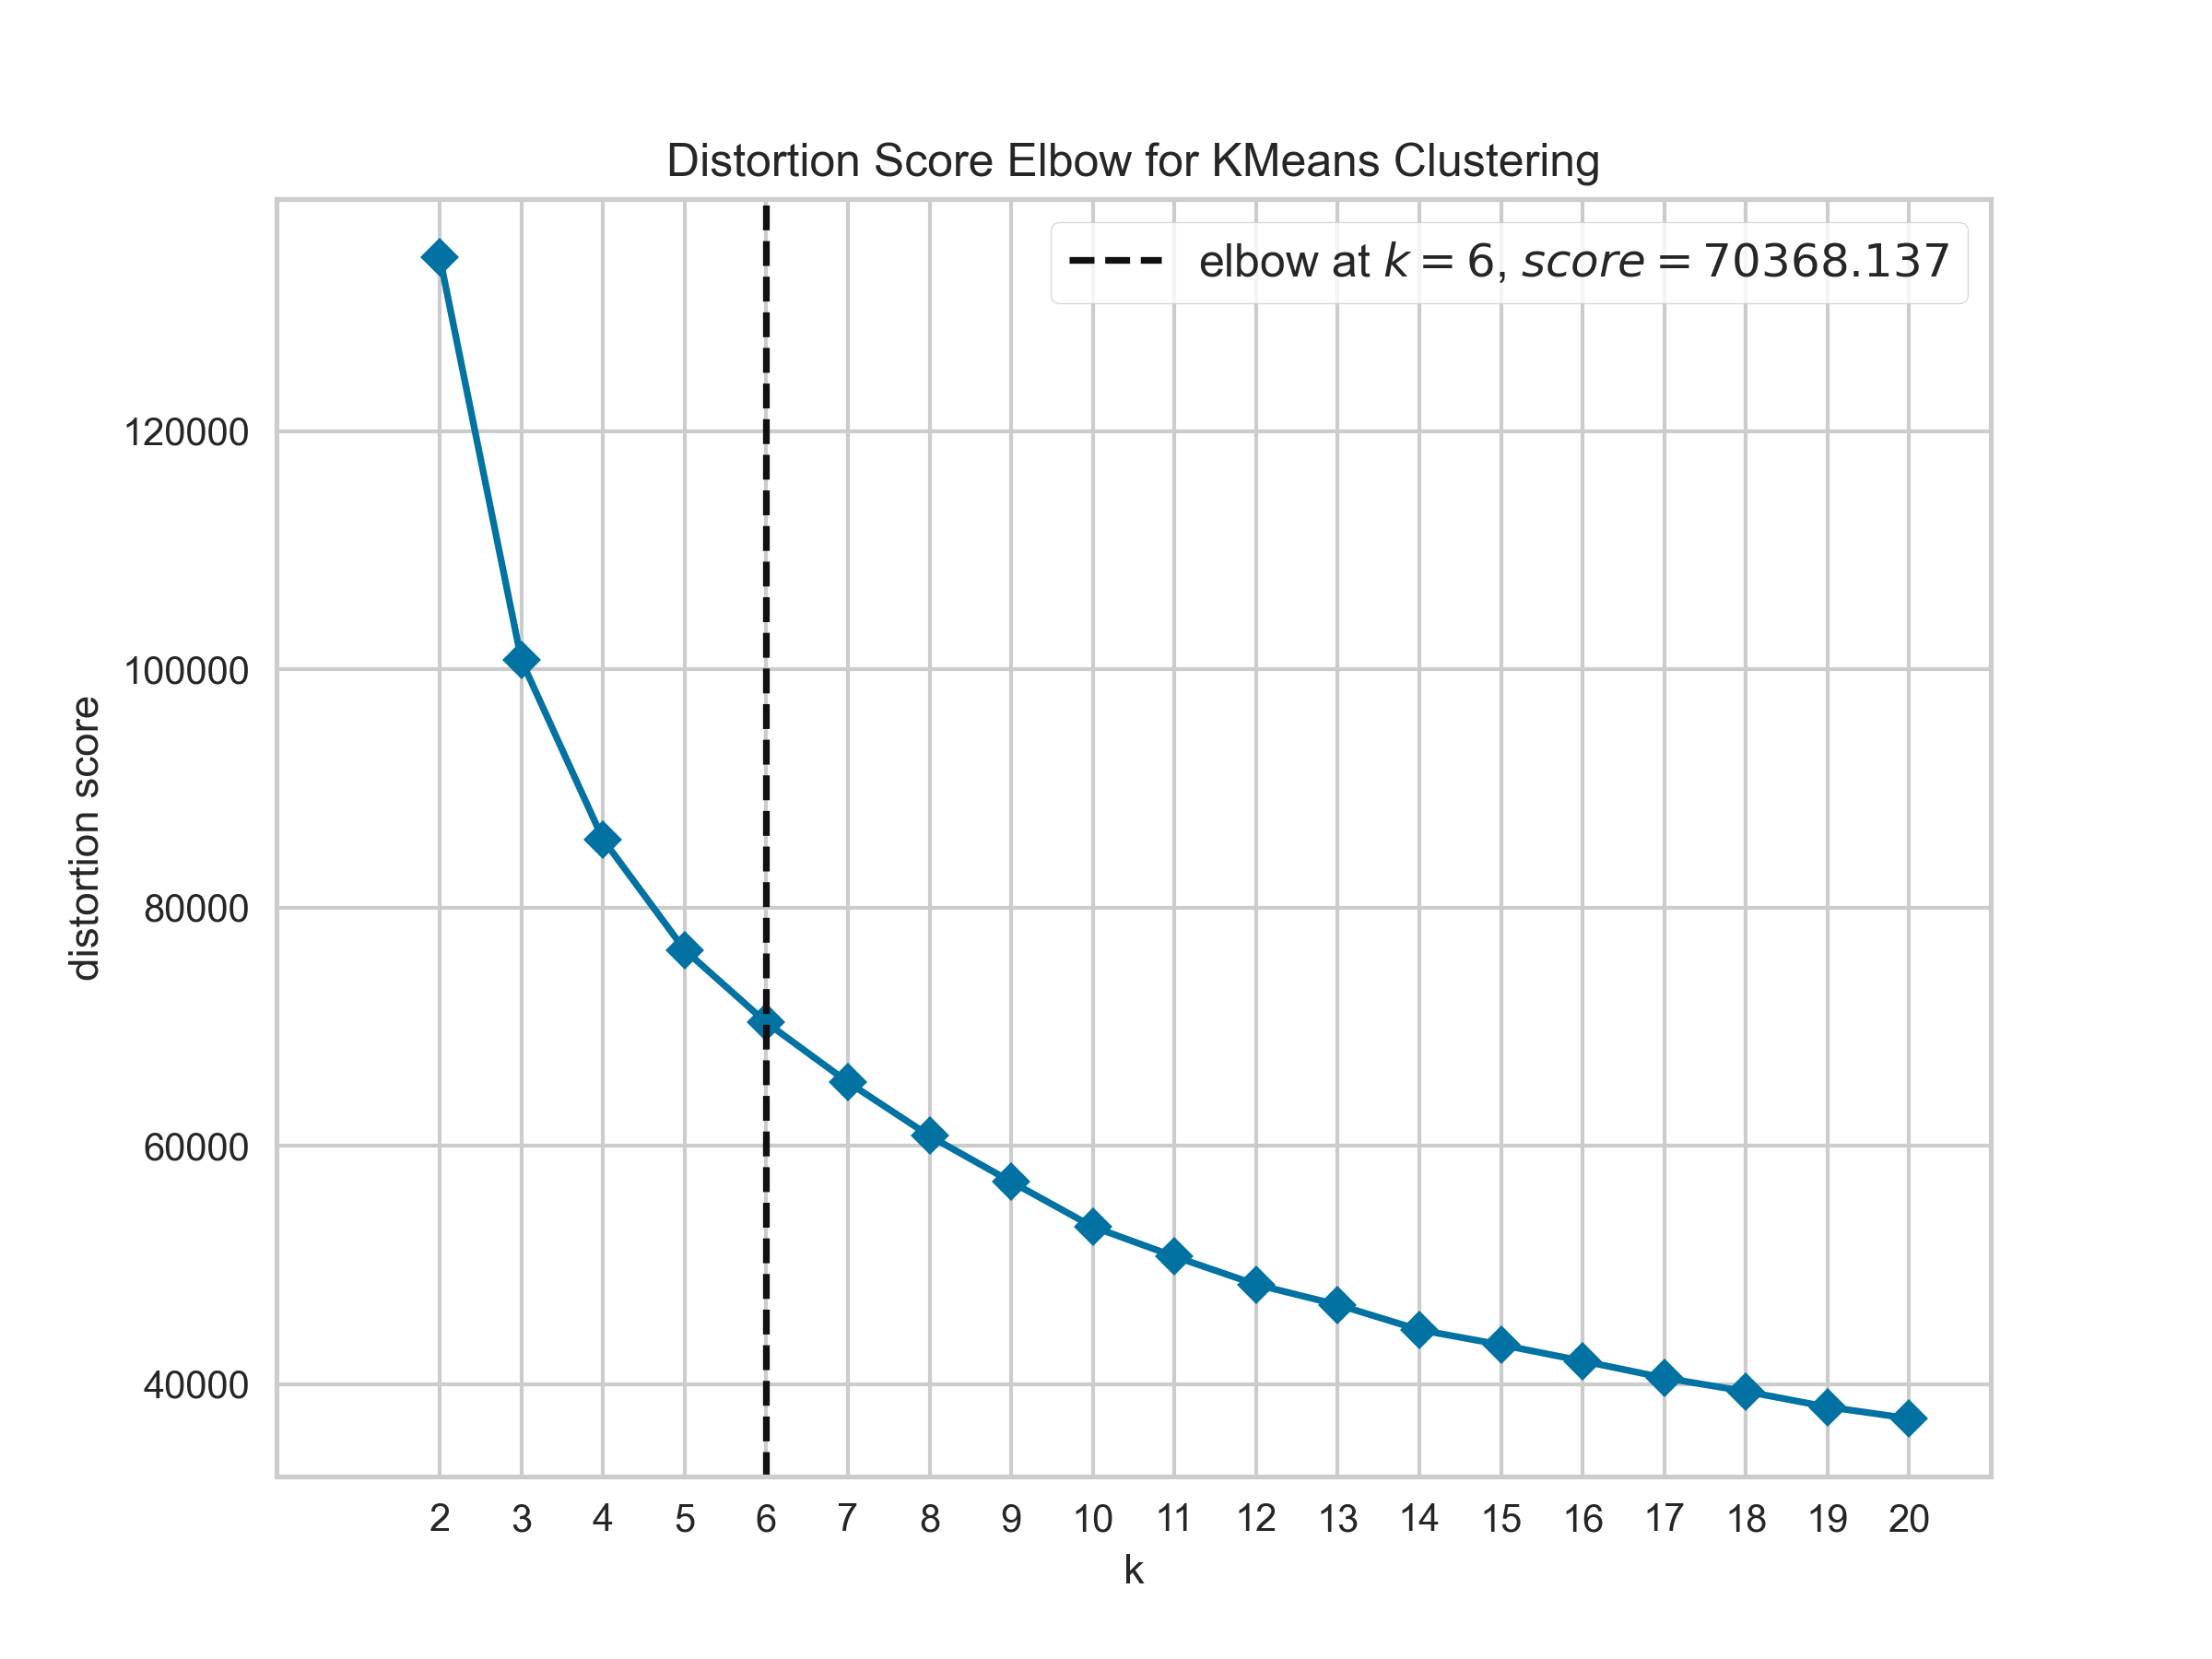 Distortion Score Elbow for KMeans Clustering
elbow at k = 6, score = 70368.137
120000
100000
80000
60000
40000
distortion score
2 3 4 5 6 7 8 9 10 11 12 13 14 15 16 17 18 19 20
k